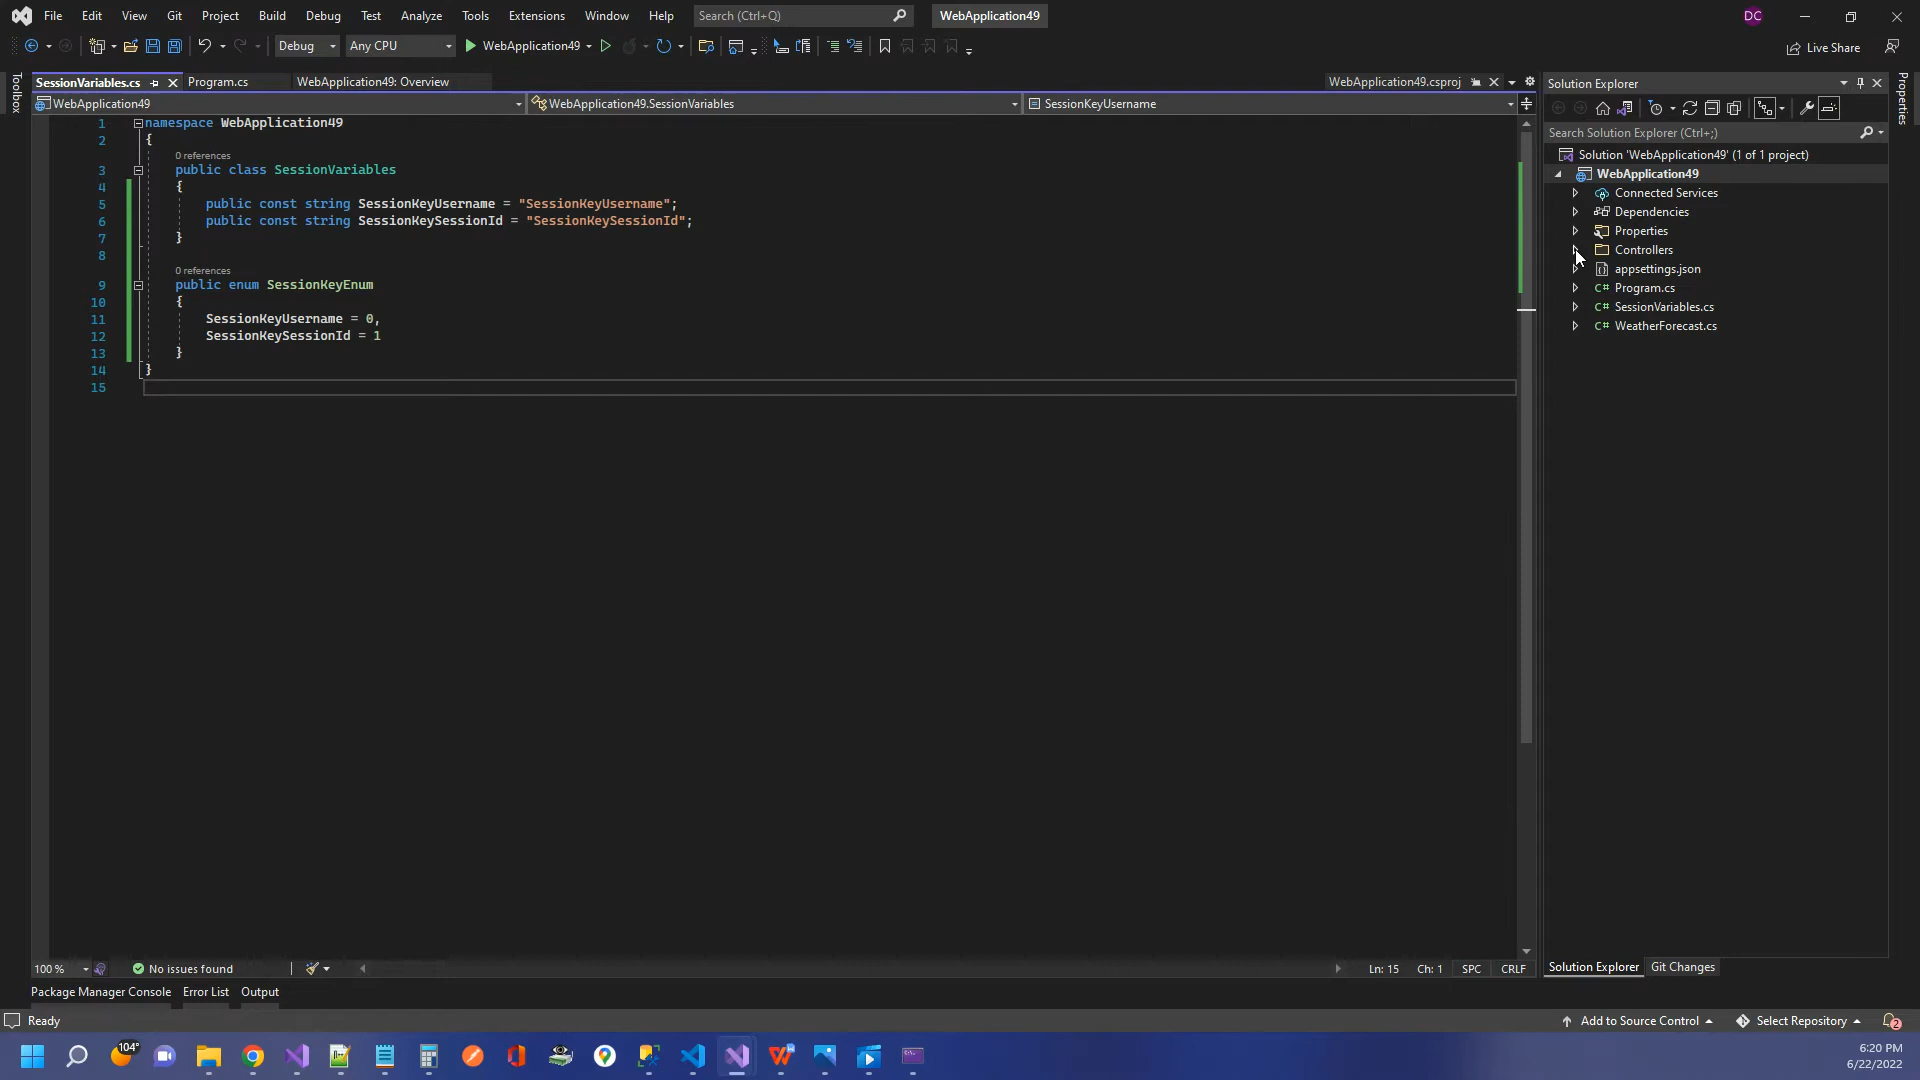 File Edit View Git Project Build Debug Test Analyze Tools Extensions Window Help Search (Ctrl+Q) WebApplication49 DC
Debug Any CPU WebApplication49 Live Share
SessionVariables.cs Program.cs WebApplication49: Overview WebApplication49.csproj
WebApplication49 WebApplication49.SessionVariables SessionKeyUsername
Toolbox
1 namespace WebApplication49
2 {
0 references
3 public class SessionVariables
4 {
5 public const string SessionKeyUsername = "SessionKeyUsername";
6 public const string SessionKeySessionId = "SessionKeySessionId";
7 }
8
0 references
9 public enum SessionKeyEnum
10 {
11 SessionKeyUsername = 0,
12 SessionKeySessionId = 1
13 }
14 }
15
100 % No issues found Ln: 15 Ch: 1 SPC CRLF
Solution Explorer
Search Solution Explorer (Ctrl+;)
Solution 'WebApplication49' (1 of 1 project)
WebApplication49
Connected Services
Dependencies
Properties
Controllers
appsettings.json
C# Program.cs
C# SessionVariables.cs
C# WeatherForecast.cs
Solution Explorer Git Changes
Properties
Package Manager Console Error List Output
Ready Add to Source Control Select Repository 2
104°
6:20 PM
6/22/2022